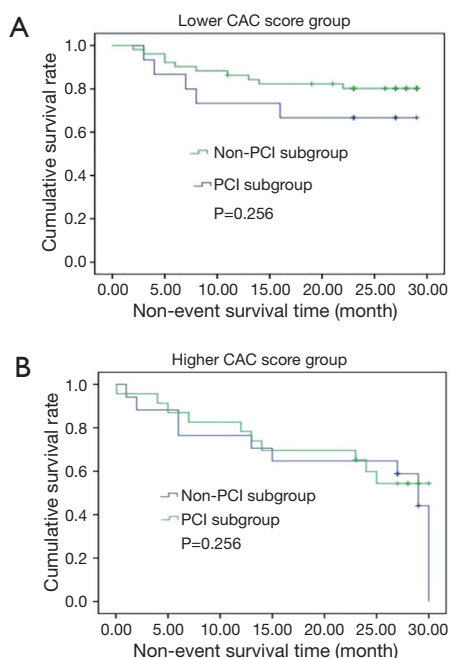 A
Lower CAC score group
Cumulative survival rate
1.0
0.8
0.6
0.4
0.2
0.0
Non-PCI subgroup
PCI subgroup
P=0.256
0.00 5.00 10.00 15.00 20.00 25.00 30.00
Non-event survival time (month)
B
Higher CAC score group
Cumulative survival rate
1.0
0.8
0.6
0.4
0.2
0.0
Non-PCI subgroup
PCI subgroup
P=0.256
0.00 5.00 10.00 15.00 20.00 25.00 30.00
Non-event survival time (month)